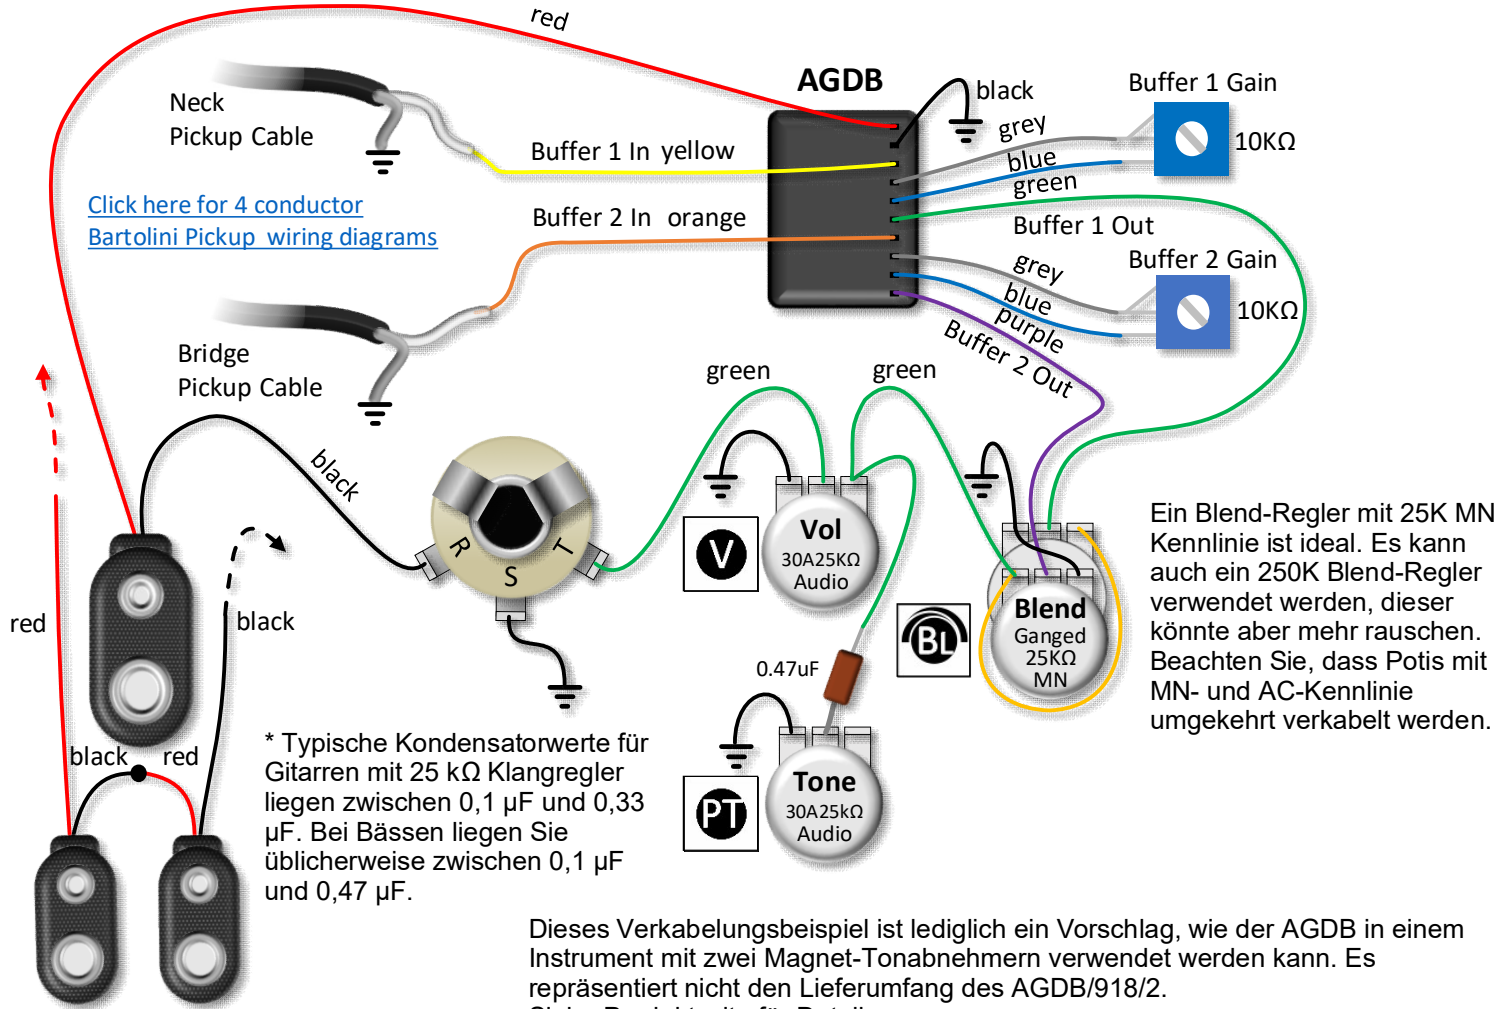 red
AGDB
black
Buffer 1 Gain
Neck
Pickup Cable
grey
10KΩ
Buffer 1 In yellow
blue
green
Click here for 4 conductor
Bartolini Pickup wiring diagrams
Buffer 2 In orange
Buffer 1 Out
grey
Buffer 2 Gain
blue
10KΩ
purple
Buffer 2 Out
Bridge
Pickup Cable
green
green
black
R
S
T
V
Vol
30A25KΩ
Audio
Ein Blend-Regler mit 25K MN
Kennlinie ist ideal. Es kann
auch ein 250K Blend-Regler
verwendet werden, dieser
könnte aber mehr rauschen.
Beachten Sie, dass Potis mit
MN- und AC-Kennlinie
umgekehrt verkabelt werden.
red
black
BL
Blend
Ganged
25KΩ
MN
0.47uF
black red
* Typische Kondensatorwerte für
Gitarren mit 25 kΩ Klangregler
liegen zwischen 0,1 µF und 0,33
µF. Bei Bässen liegen Sie
üblicherweise zwischen 0,1 µF
und 0,47 µF.
PT
Tone
30A25kΩ
Audio
Dieses Verkabelungsbeispiel ist lediglich ein Vorschlag, wie der AGDB in einem
Instrument mit zwei Magnet-Tonabnehmern verwendet werden kann. Es
repräsentiert nicht den Lieferumfang des AGDB/918/2.